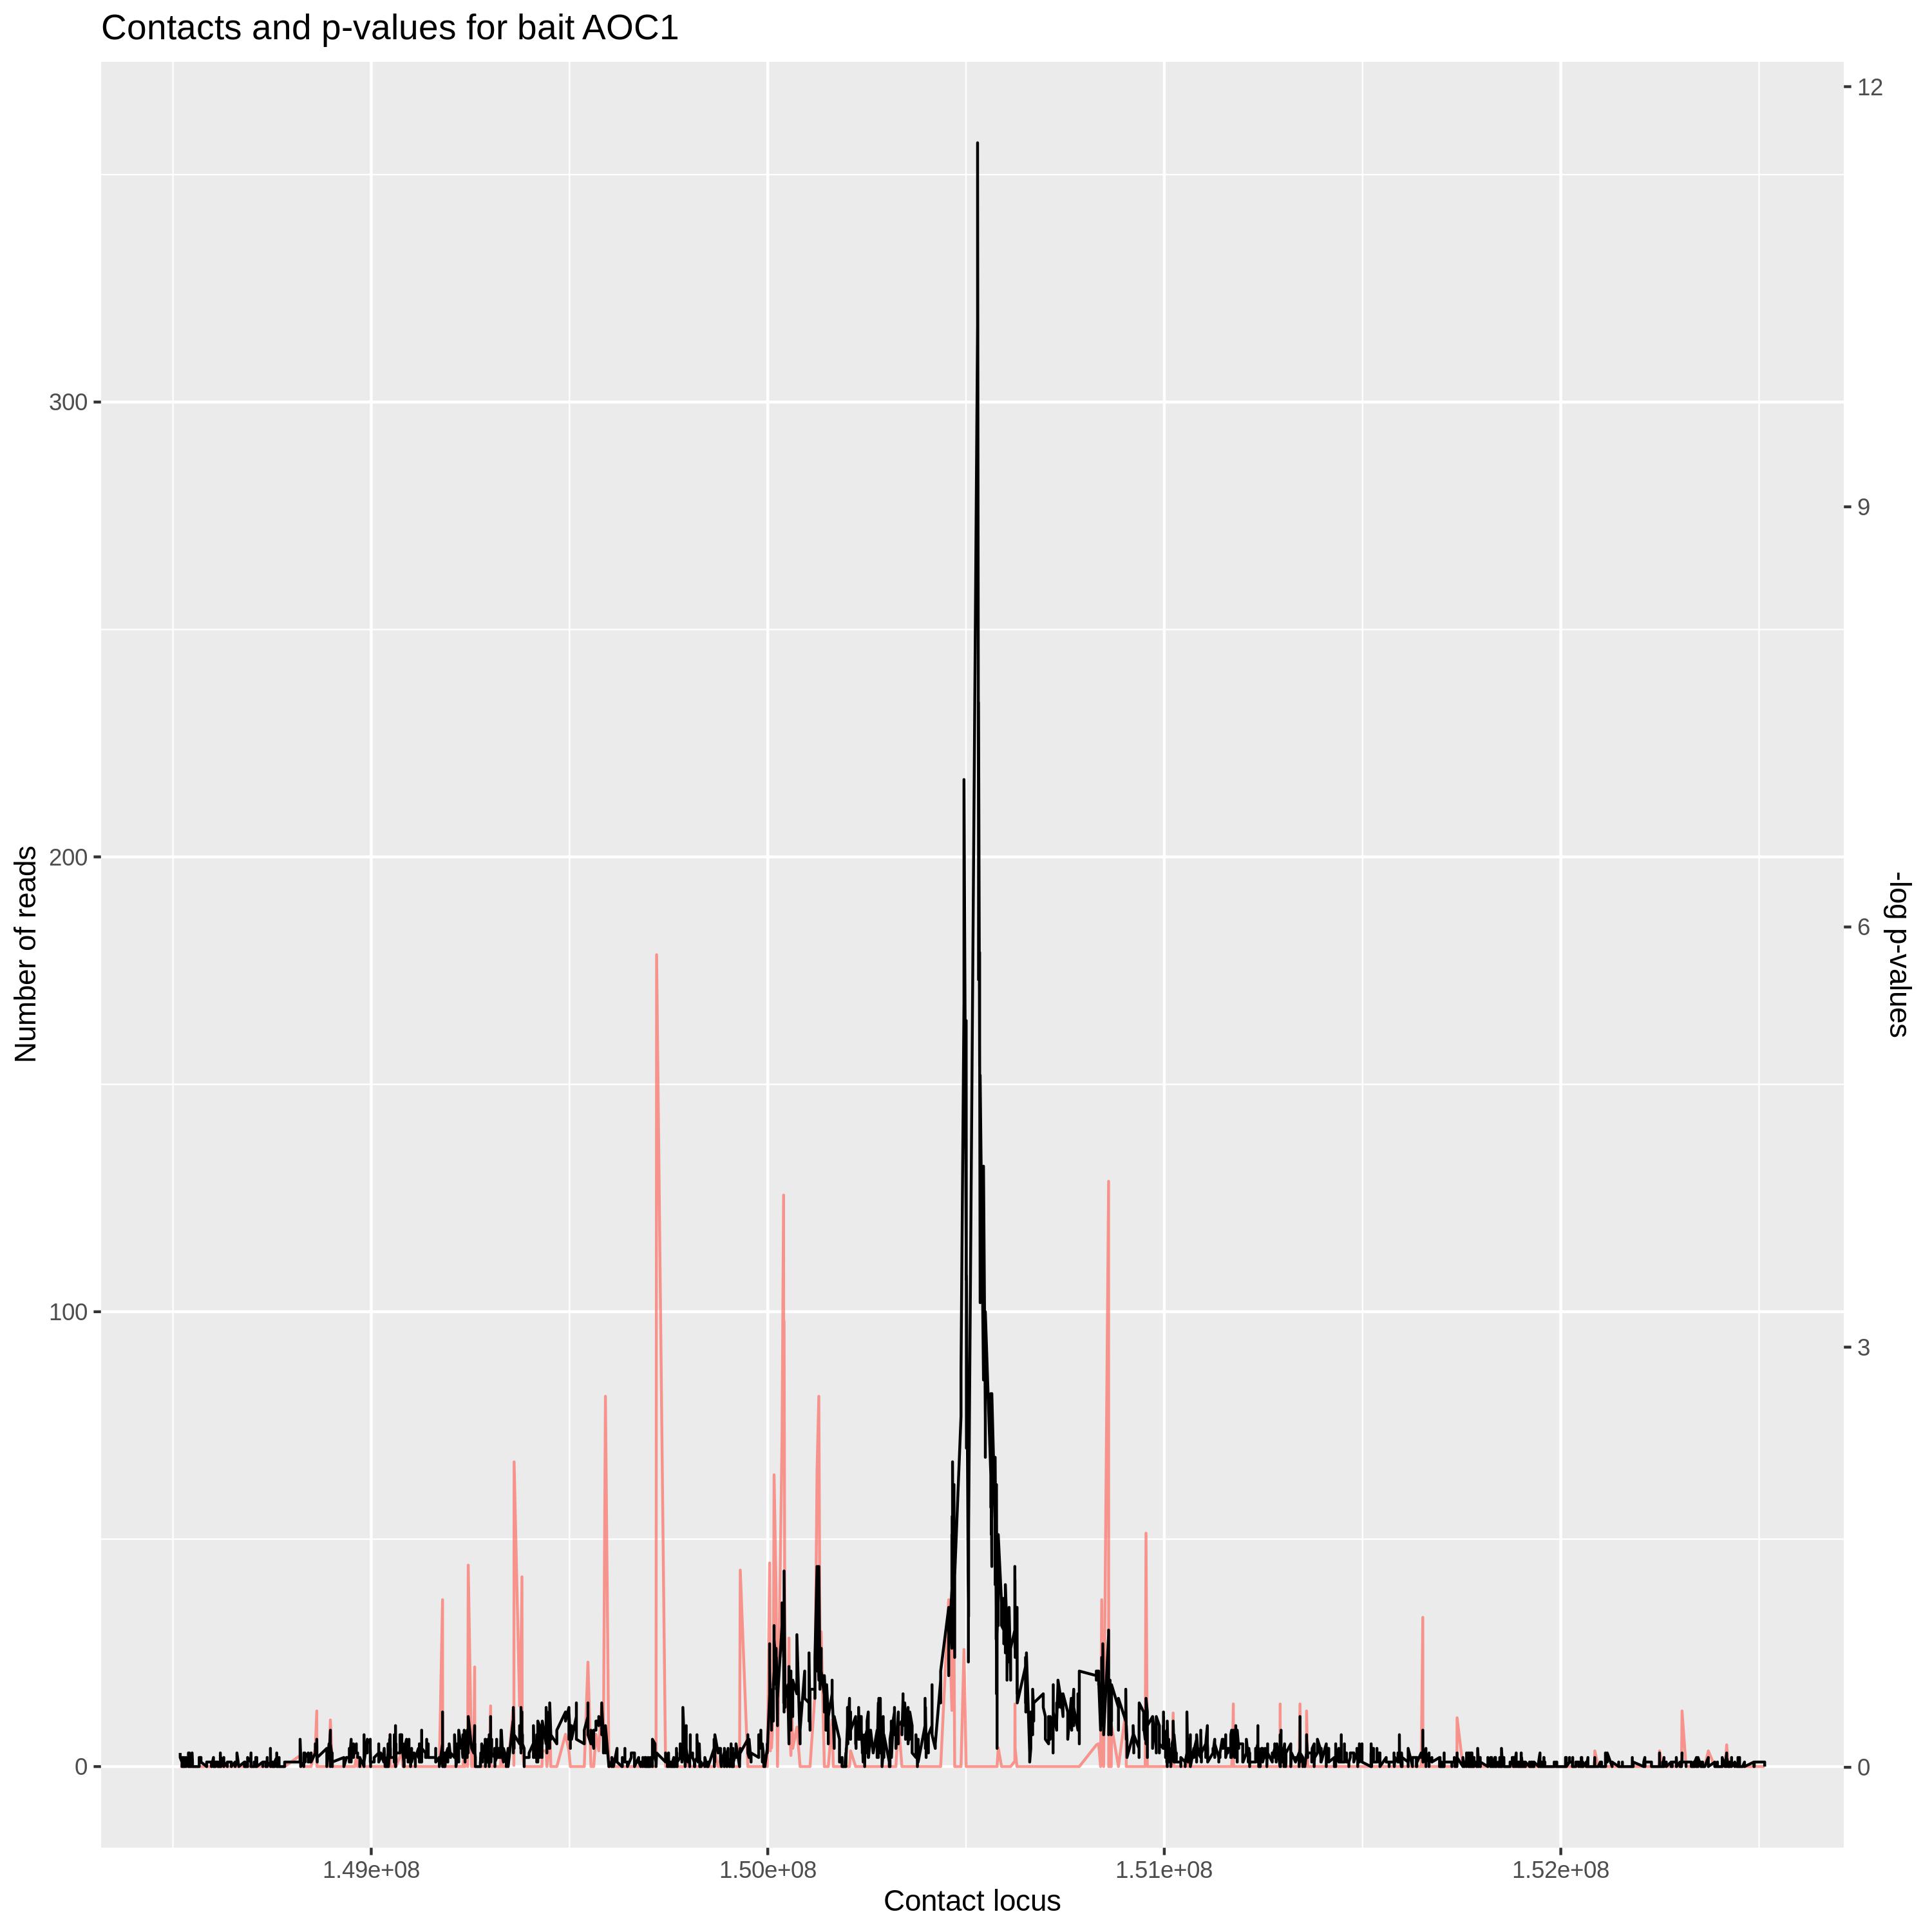 Contacts and p-values for bait AOC1
12
9
6
3
0
300
200
100
0
Number of reads
-log p-values
1.49e+08
1.50e+08
1.51e+08
1.52e+08
Contact locus